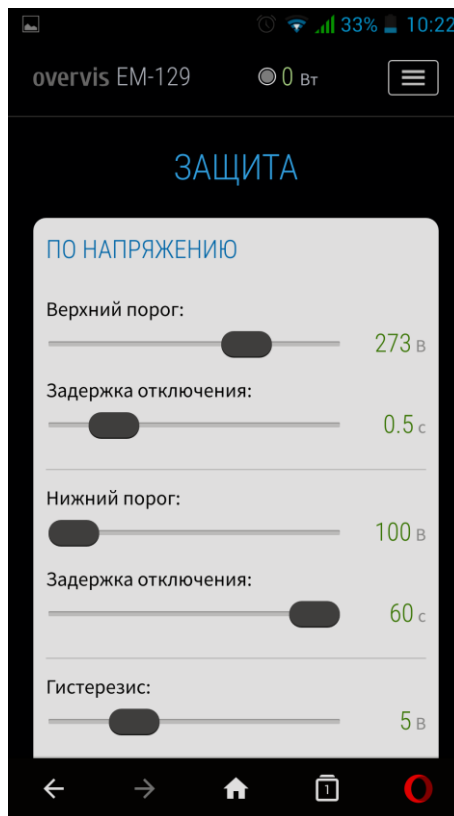 33% 10:22
overvis EM-129 0 Вт
ЗАЩИТА
ПО НАПРЯЖЕНИЮ
Верхний порог:
273 В
Задержка отключения:
0.5 с
Нижний порог:
100 В
Задержка отключения:
60 с
Гистерезис:
5 В
1